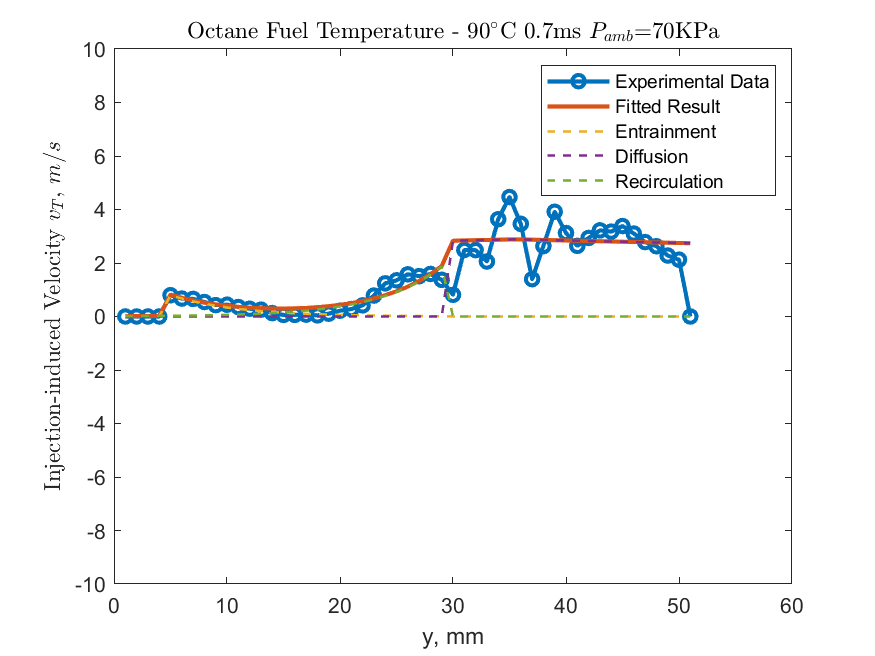 Octane Fuel Temperature - 90°C 0.7ms P_amb=70KPa
10
8
6
4
2
0
-2
-4
-6
-8
-10
Injection-induced Velocity v_T, m/s
Experimental Data
Fitted Result
Entrainment
Diffusion
Recirculation
0 10 20 30 40 50 60
y, mm